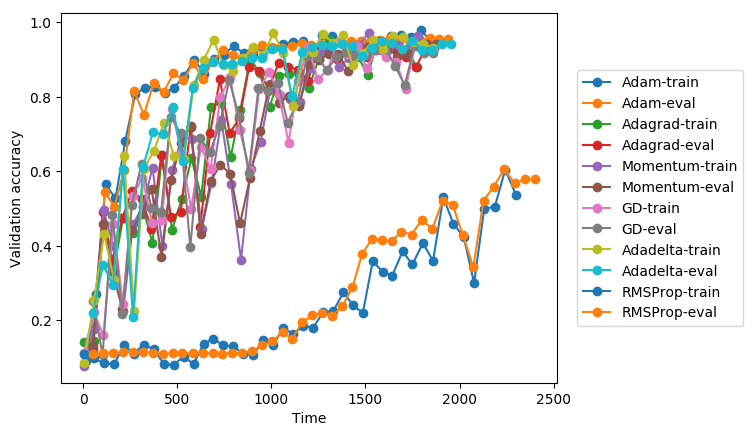 1.0
0.8
0.6
0.4
0.2
Validation accuracy
0
500
1000
1500
2000
2500
Time
Adam-train
Adam-eval
Adagrad-train
Adagrad-eval
Momentum-train
Momentum-eval
GD-train
GD-eval
Adadelta-train
Adadelta-eval
RMSProp-train
RMSProp-eval